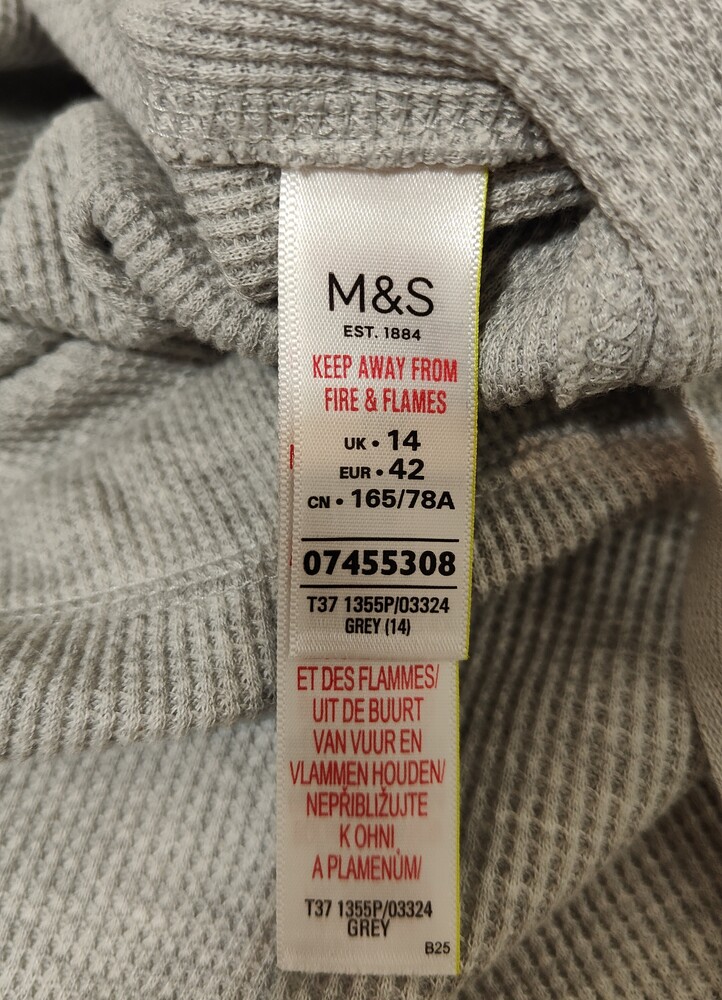 M&S
EST. 1884
KEEP AWAY FROM
FIRE & FLAMES
UK • 14
EUR • 42
CN • 165/78A
07455308
T37 1355P/03324
GREY (14)
ET DES FLAMMES/
UIT DE BUURT
VAN VUUR EN
VLAMMEN HOUDEN/
NEPŘIBLIŽUJTE
K OHNI
A PLAMENŮM/
T37 1355P/03324
GREY
B25